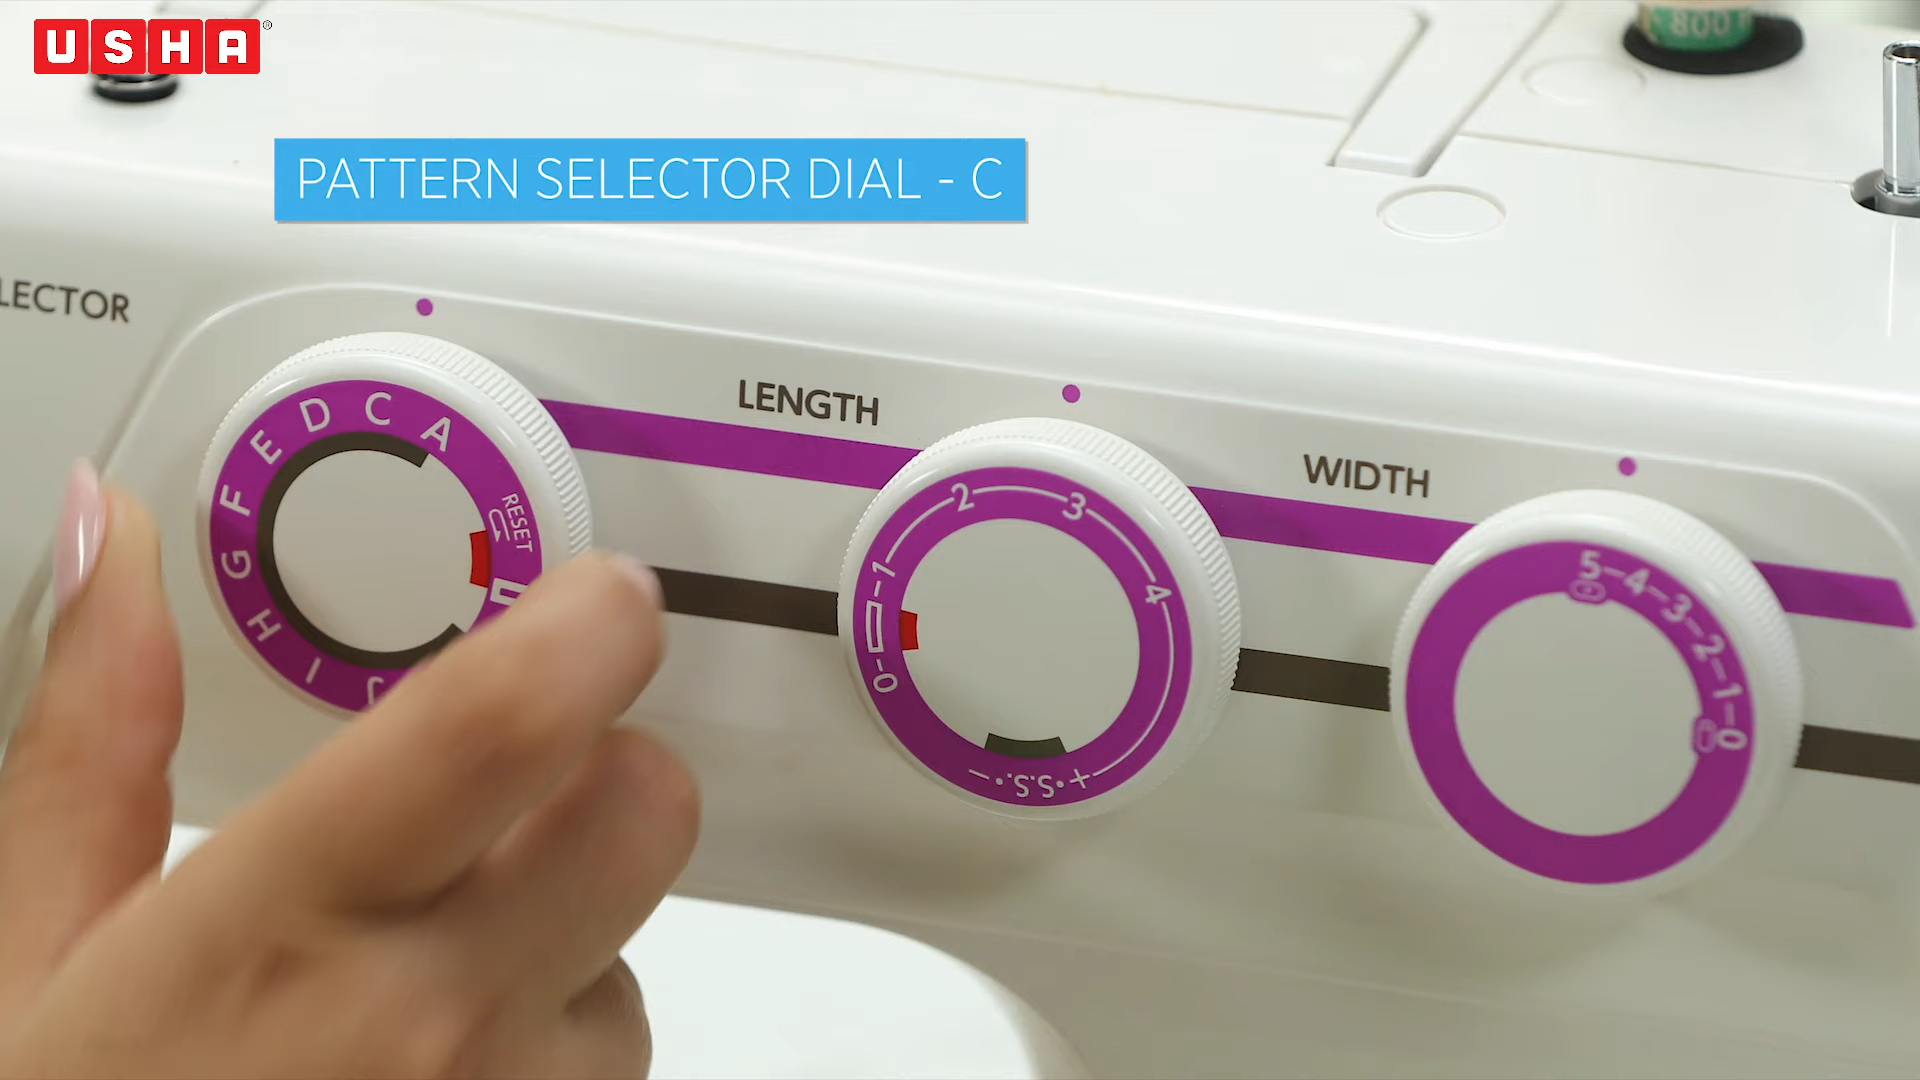 USHA®
800
PATTERN SELECTOR DIAL - C
LECTOR
LENGTH
WIDTH
A C D E F G H I J
RESET
0 1 2 3 4
+•S.S.•−
5-4-3-2-1-0